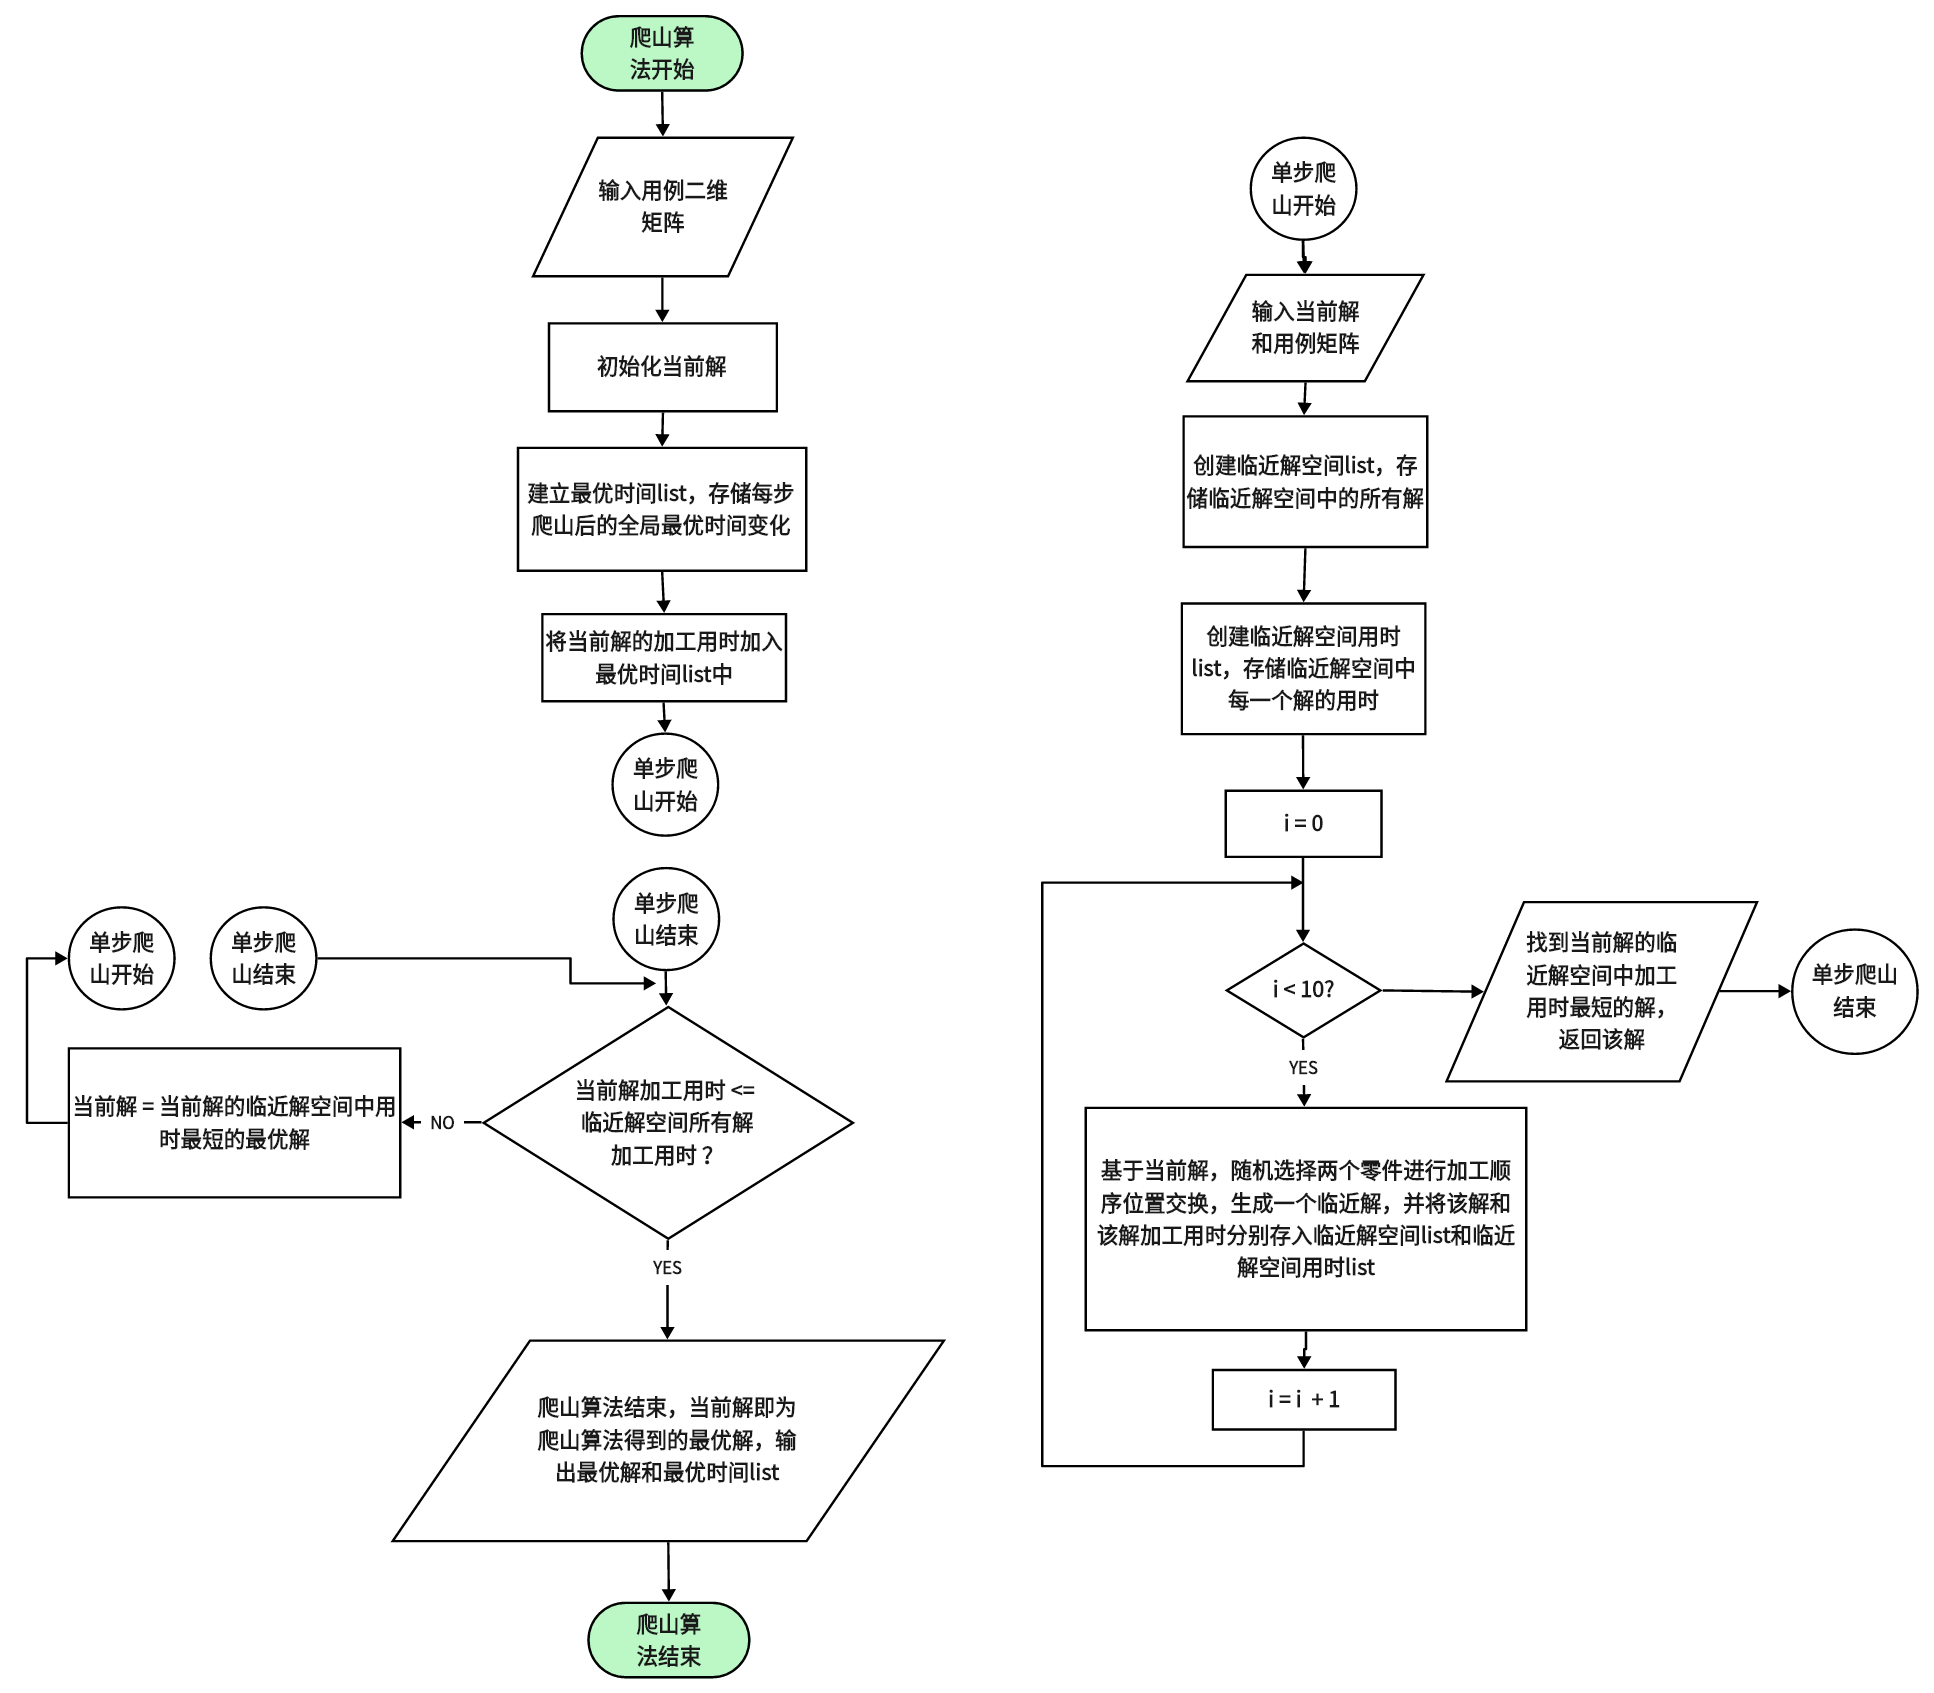 爬山算
法开始
输入用例二维
矩阵
初始化当前解
建立最优时间list，存储每步
爬山后的全局最优时间变化
将当前解的加工用时加入
最优时间list中
单步爬
山开始
单步爬
山结束
单步爬
山开始
单步爬
山结束
当前解加工用时 <=
临近解空间所有解
加工用时？
NO
当前解 = 当前解的临近解空间中用
时最短的最优解
YES
爬山算法结束，当前解即为
爬山算法得到的最优解，输
出最优解和最优时间list
爬山算
法结束
单步爬
山开始
输入当前解
和用例矩阵
创建临近解空间list，存
储临近解空间中的所有解
创建临近解空间用时
list，存储临近解空间中
每一个解的用时
i = 0
i < 10?
找到当前解的临
近解空间中加工
用时最短的解，
返回该解
单步爬山
结束
YES
基于当前解，随机选择两个零件进行加工顺
序位置交换，生成一个临近解，并将该解和
该解加工用时分别存入临近解空间list和临近
解空间用时list
i = i  + 1